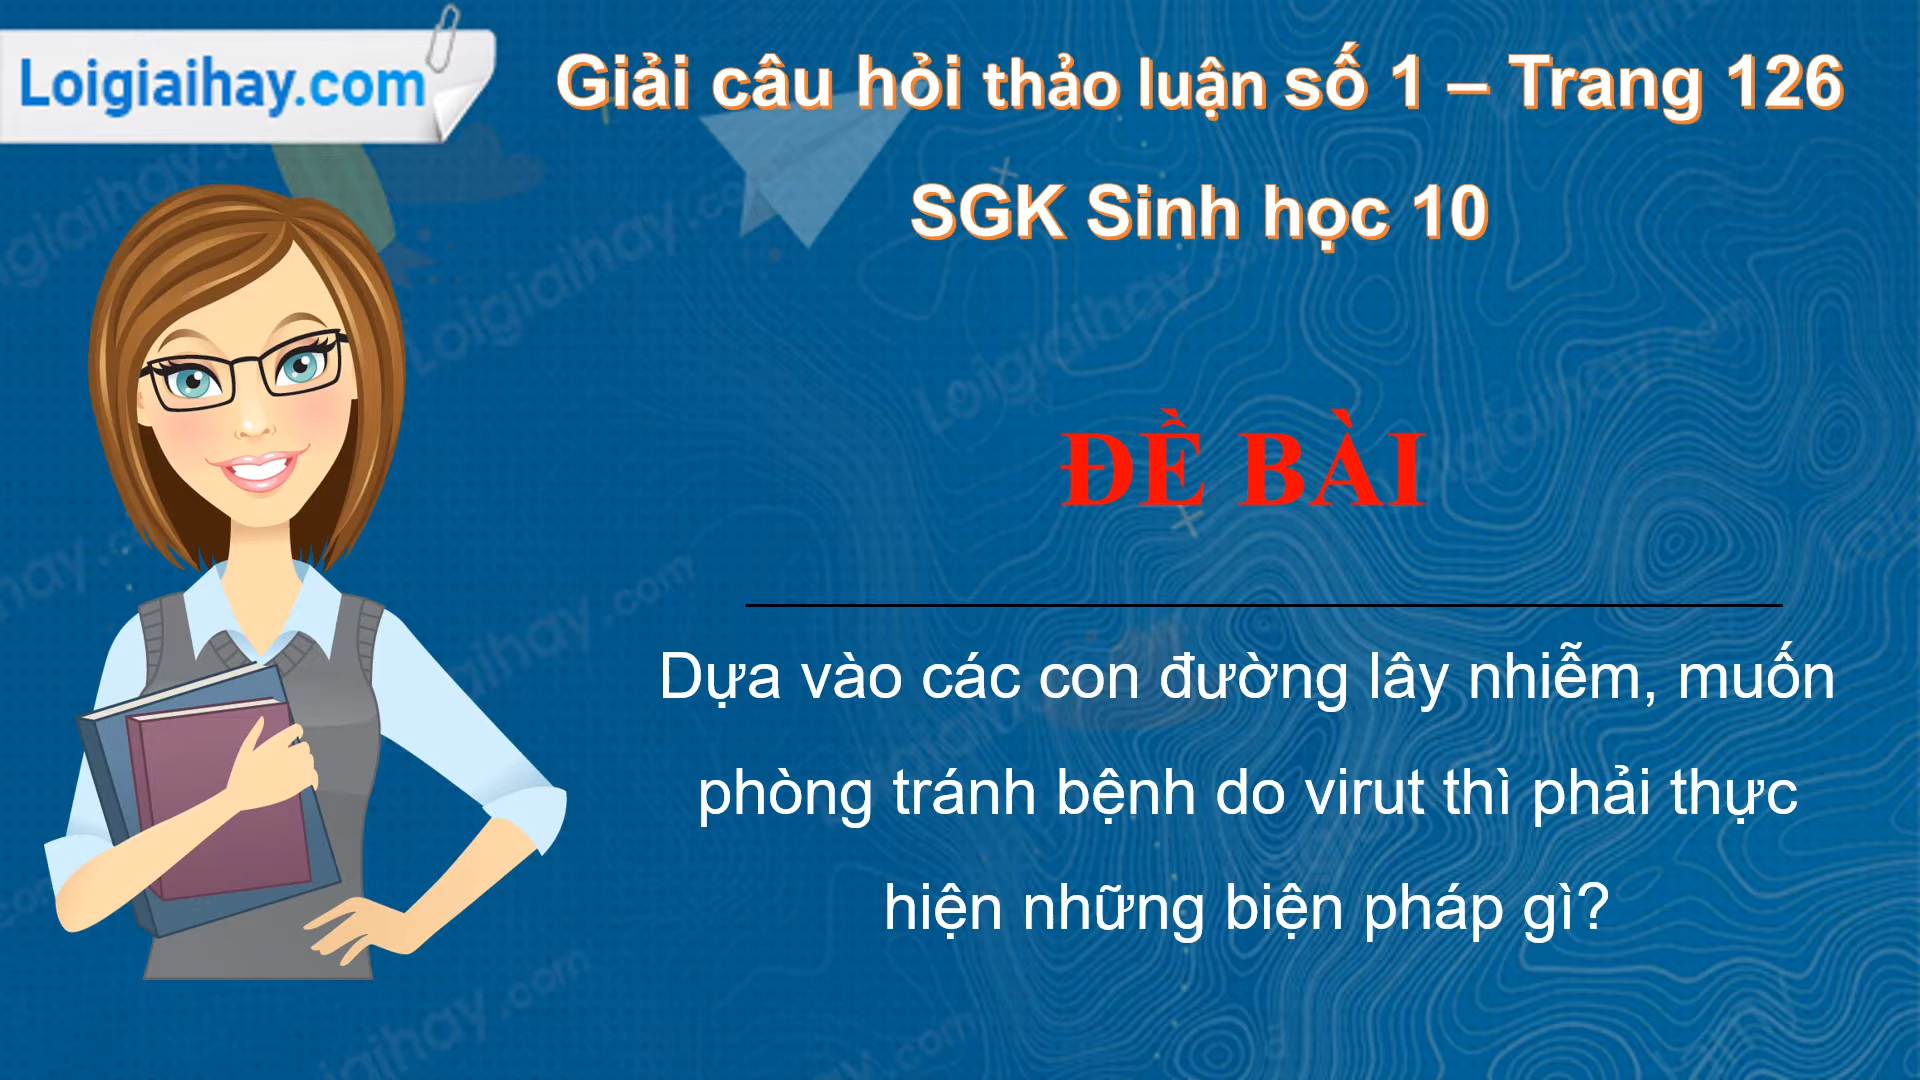 Loigiaihay.com
Giải câu hỏi thảo luận số 1 – Trang 126
SGK Sinh học 10
ĐỀ BÀI
Dựa vào các con đường lây nhiễm, muốn
phòng tránh bệnh do virut thì phải thực
hiện những biện pháp gì?